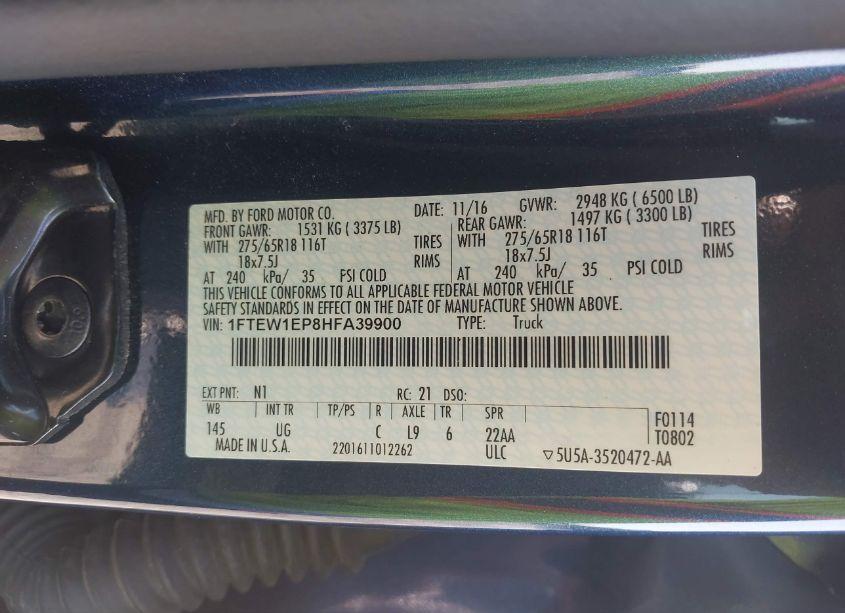 MFD. BY FORD MOTOR CO. DATE: 11/16 GVWR: 2948 KG ( 6500 LB)
FRONT GAWR: 1531 KG ( 3375 LB) REAR GAWR: 1497 KG ( 3300 LB)
WITH 275/65R18 116T TIRES WITH 275/65R18 116T TIRES
18x7.5J RIMS 18x7.5J RIMS
AT 240 kPa/ 35 PSI COLD AT 240 kPa/ 35 PSI COLD
THIS VEHICLE CONFORMS TO ALL APPLICABLE FEDERAL MOTOR VEHICLE
SAFETY STANDARDS IN EFFECT ON THE DATE OF MANUFACTURE SHOWN ABOVE.
VIN: 1FTEW1EP8HFA39900 TYPE: Truck
EXT PNT: N1 RC: 21 DSO:
WB INT TR TP/PS R AXLE TR SPR F0114
145 UG C L9 6 22AA T0802
MADE IN U.S.A. 2201611012262 ULC ▽5U5A-3520472-AA
10.9